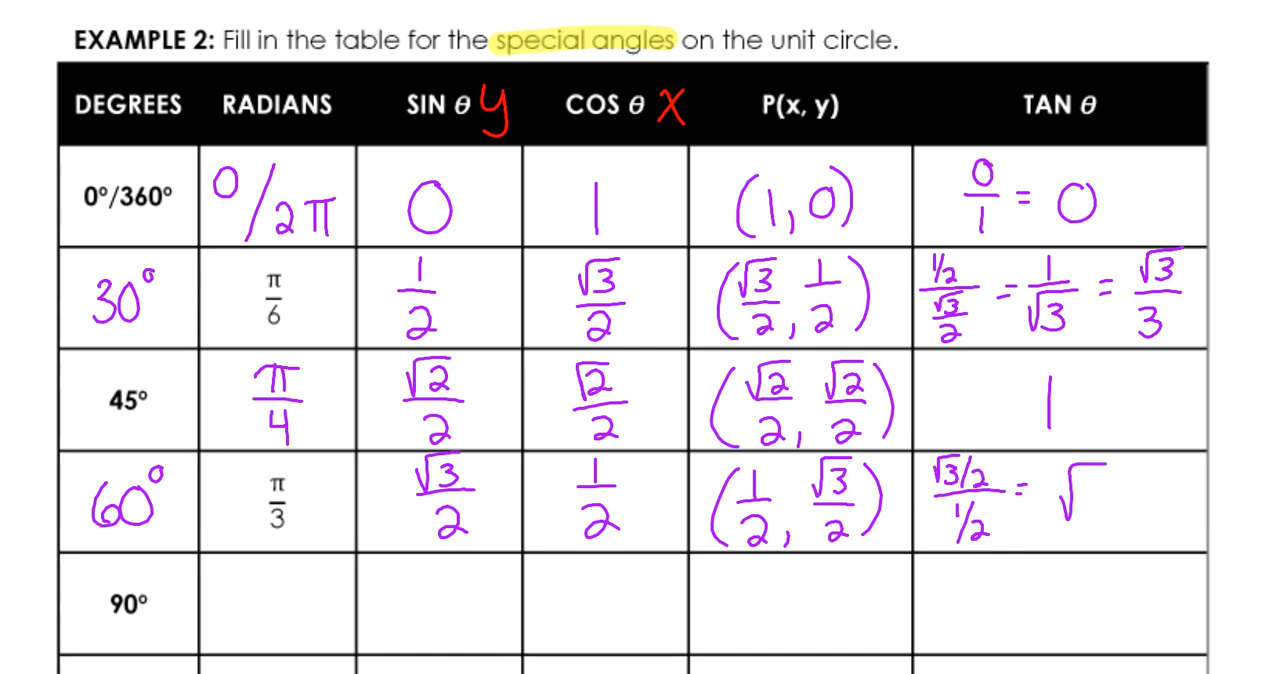 EXAMPLE 2: Fill in the table for the special angles on the unit circle.
DEGREES RADIANS SIN θ y COS θ x P(x, y) TAN θ
0°/360° 0/2π 0 1 (1, 0) 0/1 = 0
30° π/6 1/2 √3/2 (√3/2, 1/2) (1/2)/(√3/2) = 1/√3 = √3/3
45° π/4 √2/2 √2/2 (√2/2, √2/2) 1
60° π/3 √3/2 1/2 (1/2, √3/2) (√3/2)/(1/2) = √
90°